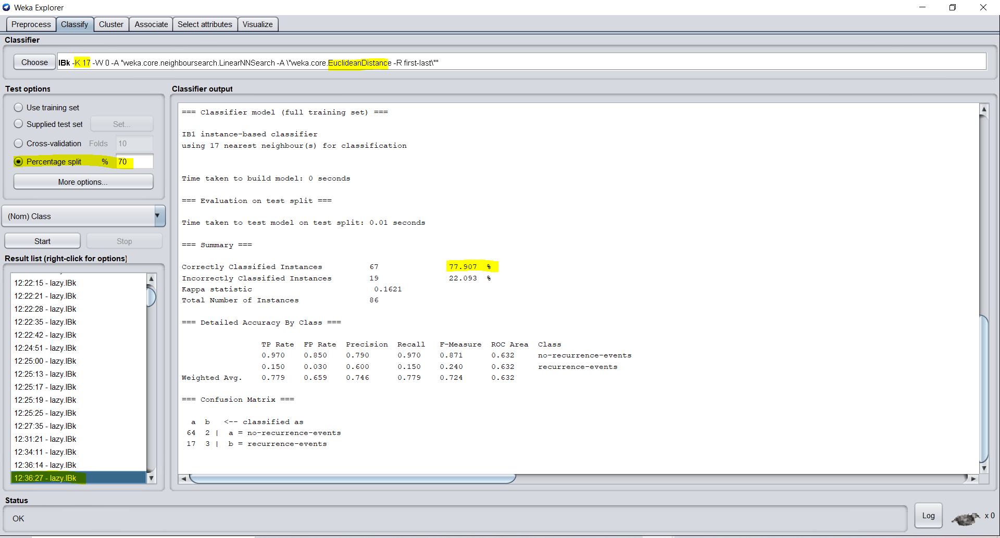 Weka Explorer
Preprocess Classify Cluster Associate Select attributes Visualize
Classifier
Choose IBk -K 17 -W 0 -A "weka.core.neighboursearch.LinearNNSearch -A \"weka.core.EuclideanDistance -R first-last\""
Test options
Use training set
Supplied test set Set...
Cross-validation Folds 10
Percentage split % 70
More options...
(Nom) Class
Start Stop
Result list (right-click for options)
12:22:15 - lazy.IBk
12:22:21 - lazy.IBk
12:22:28 - lazy.IBk
12:22:35 - lazy.IBk
12:22:42 - lazy.IBk
12:24:51 - lazy.IBk
12:25:00 - lazy.IBk
12:25:13 - lazy.IBk
12:25:17 - lazy.IBk
12:25:19 - lazy.IBk
12:25:25 - lazy.IBk
12:27:35 - lazy.IBk
12:31:21 - lazy.IBk
12:34:11 - lazy.IBk
12:36:14 - lazy.IBk
12:36:27 - lazy.IBk
Classifier output
=== Classifier model (full training set) ===
IB1 instance-based classifier
using 17 nearest neighbour(s) for classification
Time taken to build model: 0 seconds
=== Evaluation on test split ===
Time taken to test model on test split: 0.01 seconds
=== Summary ===
Correctly Classified Instances 67 77.907 %
Incorrectly Classified Instances 19 22.093 %
Kappa statistic 0.1621
Total Number of Instances 86
=== Detailed Accuracy By Class ===
TP Rate FP Rate Precision Recall F-Measure ROC Area Class
0.970 0.850 0.790 0.970 0.871 0.632 no-recurrence-events
0.150 0.030 0.600 0.150 0.240 0.632 recurrence-events
Weighted Avg. 0.779 0.659 0.746 0.779 0.724 0.632
=== Confusion Matrix ===
a b <-- classified as
64 2 | a = no-recurrence-events
17 3 | b = recurrence-events
Status
OK
Log
x 0